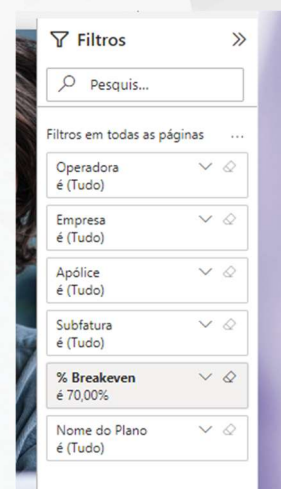 Filtros
Pesquis...
Filtros em todas as páginas ...
Operadora
é (Tudo)
Empresa
é (Tudo)
Apólice
é (Tudo)
Subfatura
é (Tudo)
% Breakeven
é 70,00%
Nome do Plano
é (Tudo)